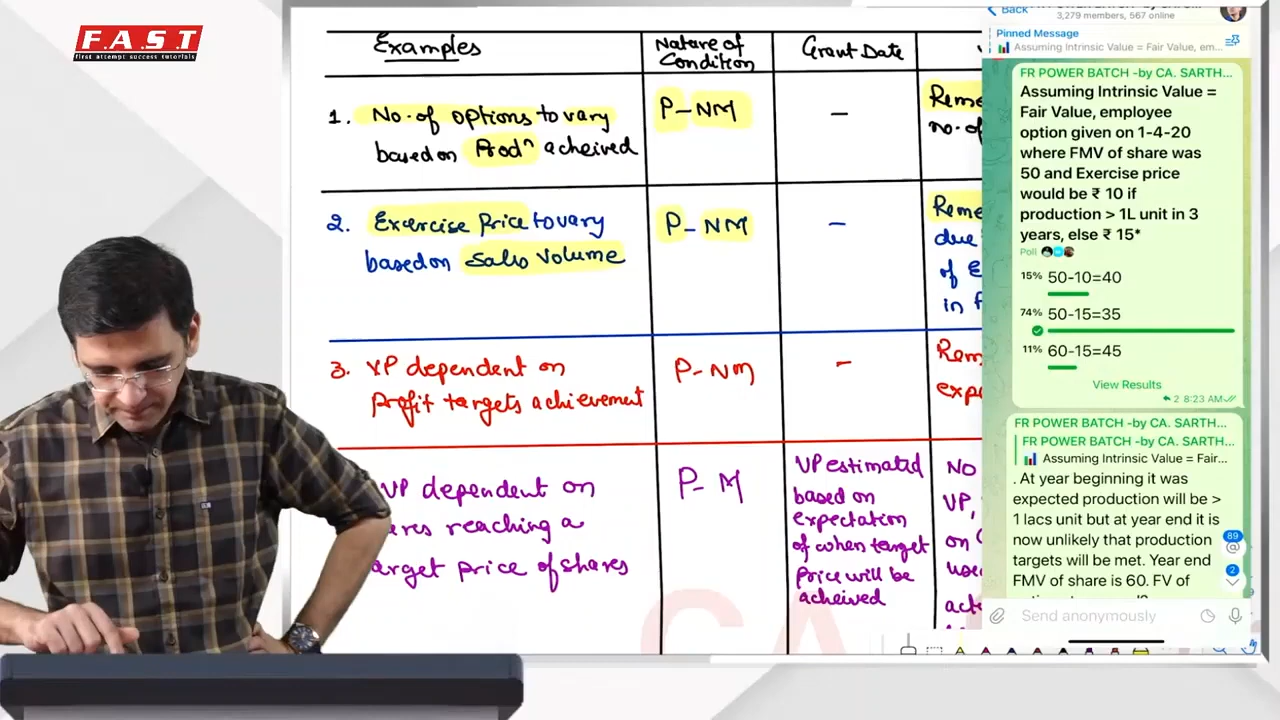 F.A.S.T
first attempt success tutorials
Examples
Nature of
Condition
Grant Date
1. No. of options to vary
based on Prodⁿ acheived
P-NM
-
Reme
no. of
2. Exercise Price to vary
based on Sales Volume
P-NM
-
Reme
due
of E
in F
3. VP dependent on
Profit targets achievement
P-NM
-
Rem
expe
VP dependent on
res reaching a
arget price of shares
P-M
VP estimated
based on
expectation
of when target
Price will be
acheived
NO
VP,
on
use
act
CA
Back
3,279 members, 567 online
Pinned Message
Assuming Intrinsic Value = Fair Value, em...
FR POWER BATCH -by CA. SARTH...
Assuming Intrinsic Value =
Fair Value, employee
option given on 1-4-20
where FMV of share was
50 and Exercise price
would be ₹ 10 if
production > 1L unit in 3
years, else ₹ 15*
Poll
15% 50-10=40
74% 50-15=35
11% 60-15=45
View Results
2 8:23 AM
FR POWER BATCH -by CA. SARTH...
FR POWER BATCH -by CA. SARTH...
Assuming Intrinsic Value = Fair...
. At year beginning it was
expected production will be >
1 lacs unit but at year end it is
now unlikely that production
targets will be met. Year end
FMV of share is 60. FV of
89
2
Send anonymously